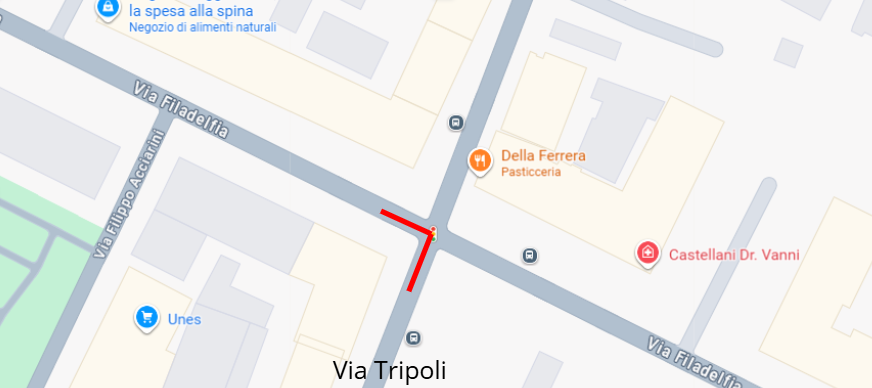 la spesa alla spina
Negozio di alimenti naturali
Via Filadelfia
Via Filippo Acciarini
Della Ferrera
Pasticceria
Castellani Dr. Vanni
Unes
Via Filadelfia
Via Tripoli